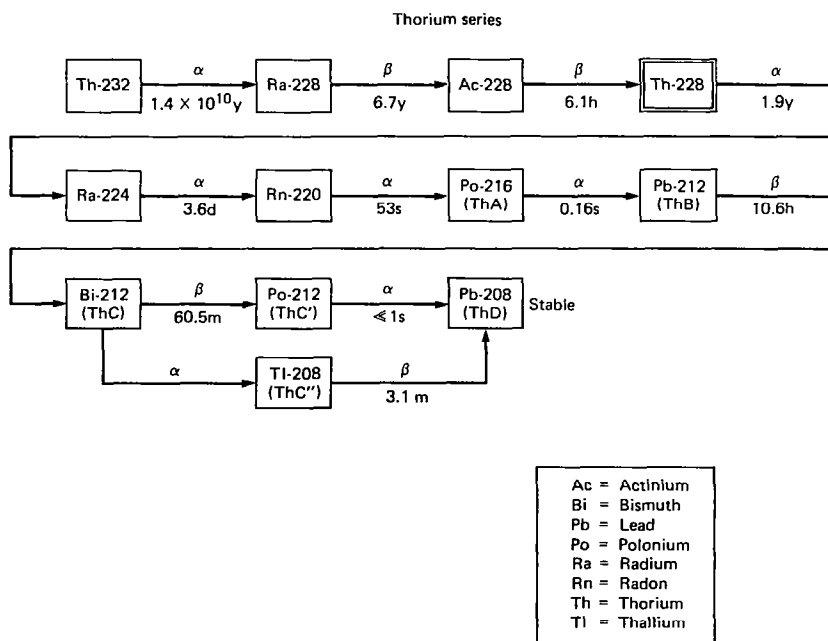 Thorium series
Th-232
α
1.4 × 10¹⁰y
Ra-228
β
6.7y
Ac-228
β
6.1h
Th-228
α
1.9y
Ra-224
α
3.6d
Rn-220
α
53s
Po-216
(ThA)
α
0.16s
Pb-212
(ThB)
β
10.6h
Bi-212
(ThC)
β
60.5m
Po-212
(ThC')
α
≪ 1s
Pb-208
(ThD)
Stable
α
Tl-208
(ThC'')
β
3.1 m
Ac = Actinium
Bi = Bismuth
Pb = Lead
Po = Polonium
Ra = Radium
Rn = Radon
Th = Thorium
Tl = Thallium